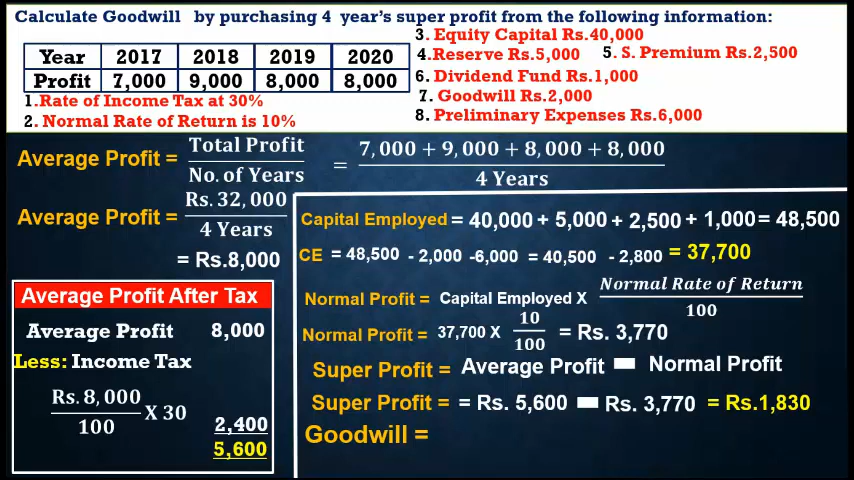 Calculate Goodwill by purchasing 4 year's super profit from the following information:
Year 2017 2018 2019 2020
Profit 7,000 9,000 8,000 8,000
1.Rate of Income Tax at 30%
2. Normal Rate of Return is 10%
3. Equity Capital Rs.40,000
4.Reserve Rs.5,000 5. S. Premium Rs.2,500
6. Dividend Fund Rs.1,000
7. Goodwill Rs.2,000
8. Preliminary Expenses Rs.6,000
Average Profit = Total Profit / No. of Years = 7,000 + 9,000 + 8,000 + 8,000 / 4 Years
Average Profit = Rs. 32,000 / 4 Years
= Rs.8,000
Average Profit After Tax
Average Profit 8,000
Less: Income Tax
Rs. 8,000 / 100 X 30 2,400
5,600
Capital Employed = 40,000 + 5,000 + 2,500 + 1,000 = 48,500
CE = 48,500 - 2,000 -6,000 = 40,500 - 2,800 = 37,700
Normal Profit = Capital Employed X Normal Rate of Return / 100
Normal Profit = 37,700 X 10 / 100 = Rs. 3,770
Super Profit = Average Profit - Normal Profit
Super Profit = = Rs. 5,600 - Rs. 3,770 = Rs.1,830
Goodwill =